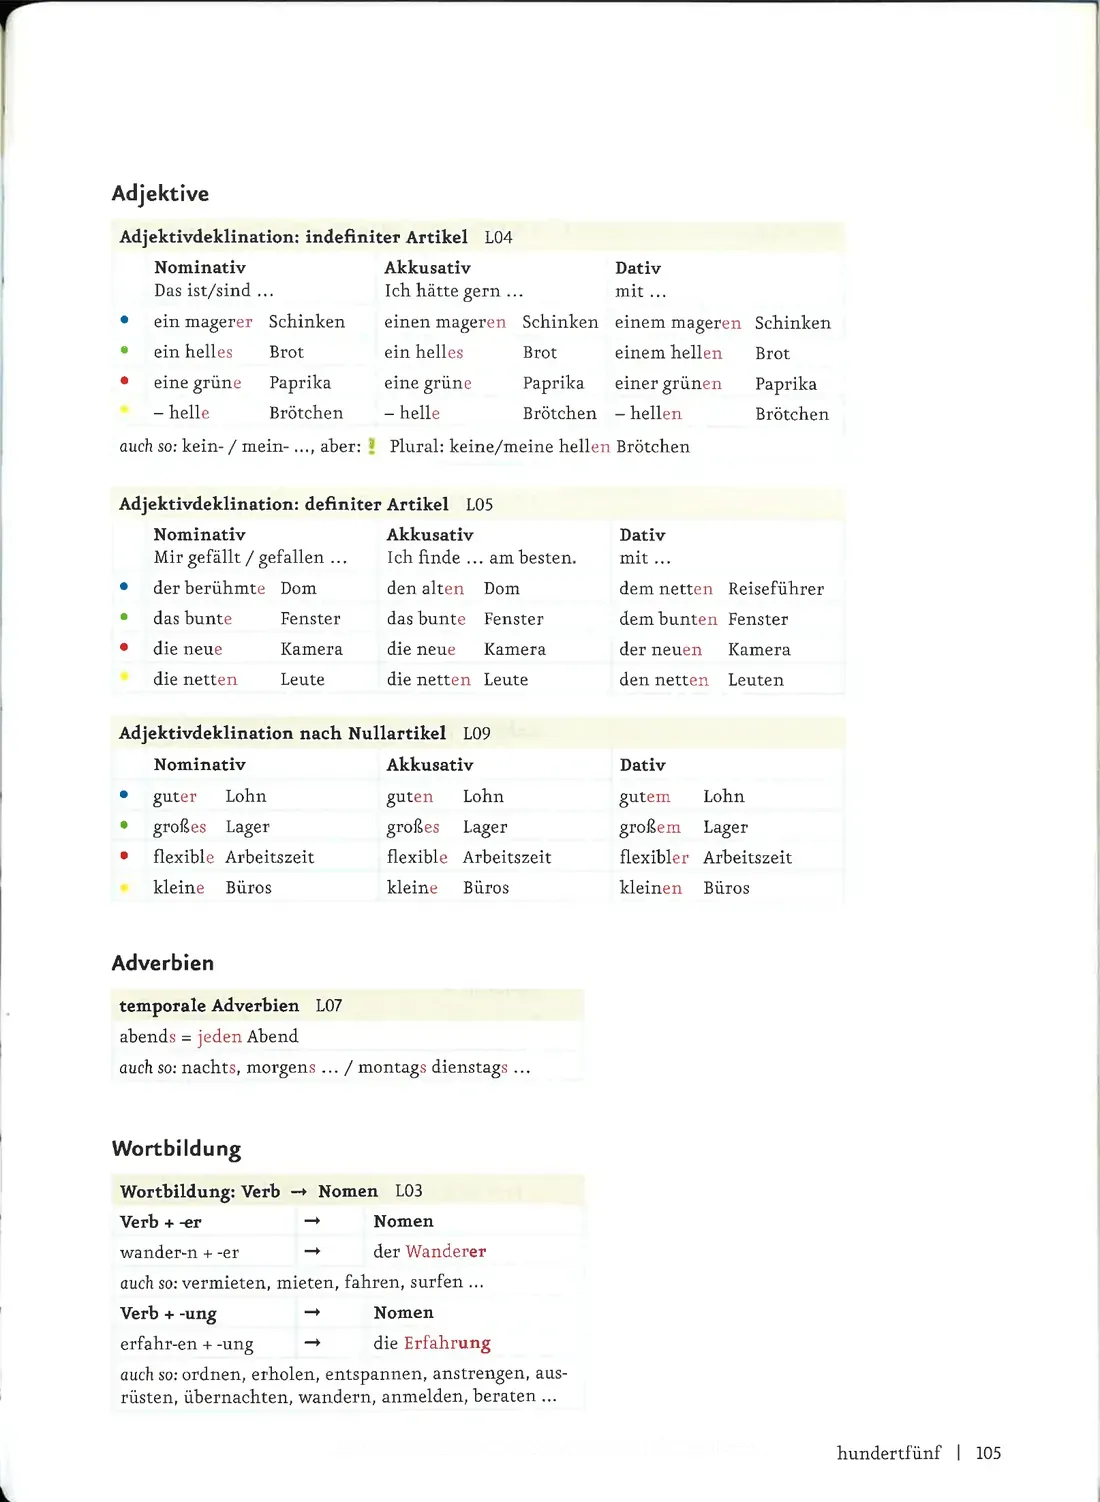 Adjektive
Adjektivdeklination: indefiniter Artikel L04
Nominativ Akkusativ Dativ
Das ist/sind ... Ich hätte gern ... mit ...
ein magerer Schinken einen mageren Schinken einem mageren Schinken
ein helles Brot ein helles Brot einem hellen Brot
eine grüne Paprika eine grüne Paprika einer grünen Paprika
– helle Brötchen – helle Brötchen – hellen Brötchen
auch so: kein- / mein- ..., aber: ! Plural: keine/meine hellen Brötchen
Adjektivdeklination: definiter Artikel L05
Nominativ Akkusativ Dativ
Mir gefällt / gefallen ... Ich finde ... am besten. mit ...
der berühmte Dom den alten Dom dem netten Reiseführer
das bunte Fenster das bunte Fenster dem bunten Fenster
die neue Kamera die neue Kamera der neuen Kamera
die netten Leute die netten Leute den netten Leuten
Adjektivdeklination nach Nullartikel L09
Nominativ Akkusativ Dativ
guter Lohn guten Lohn gutem Lohn
großes Lager großes Lager großem Lager
flexible Arbeitszeit flexible Arbeitszeit flexibler Arbeitszeit
kleine Büros kleine Büros kleinen Büros
Adverbien
temporale Adverbien L07
abends = jeden Abend
auch so: nachts, morgens ... / montags dienstags ...
Wortbildung
Wortbildung: Verb → Nomen L03
Verb + -er → Nomen
wander-n + -er → der Wanderer
auch so: vermieten, mieten, fahren, surfen ...
Verb + -ung → Nomen
erfahr-en + -ung → die Erfahrung
auch so: ordnen, erholen, entspannen, anstrengen, aus-
rüsten, übernachten, wandern, anmelden, beraten ...
hundertfünf | 105